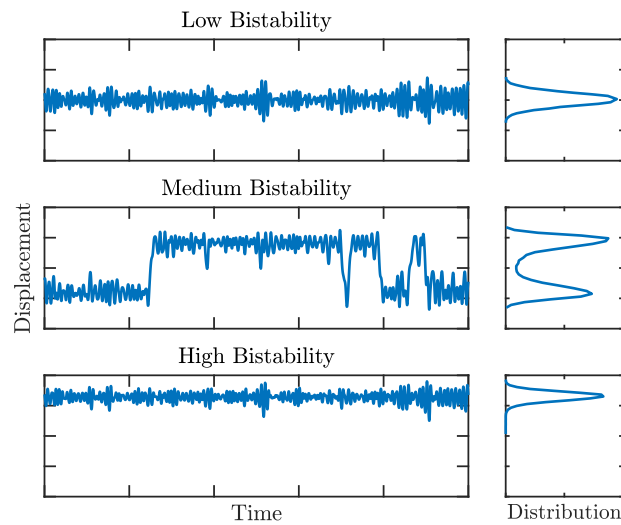 Low Bistability
Medium Bistability
Displacement
High Bistability
Time
Distribution